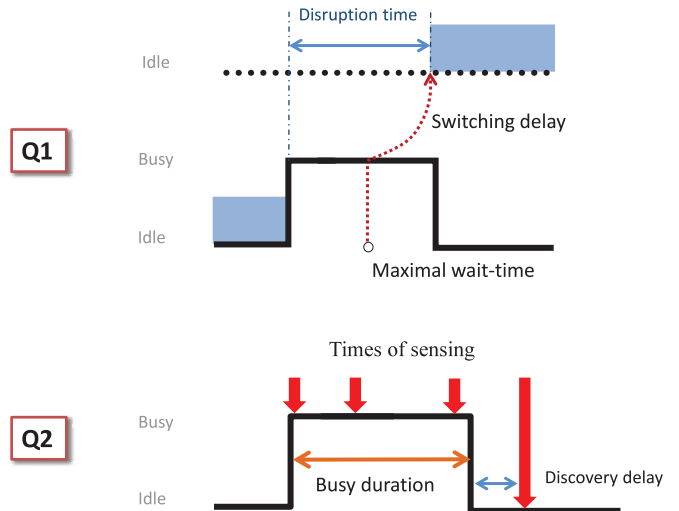 Disruption time
Idle
Switching delay
Q1
Busy
Idle
Maximal wait-time
Times of sensing
Busy
Q2
Busy duration
Discovery delay
Idle